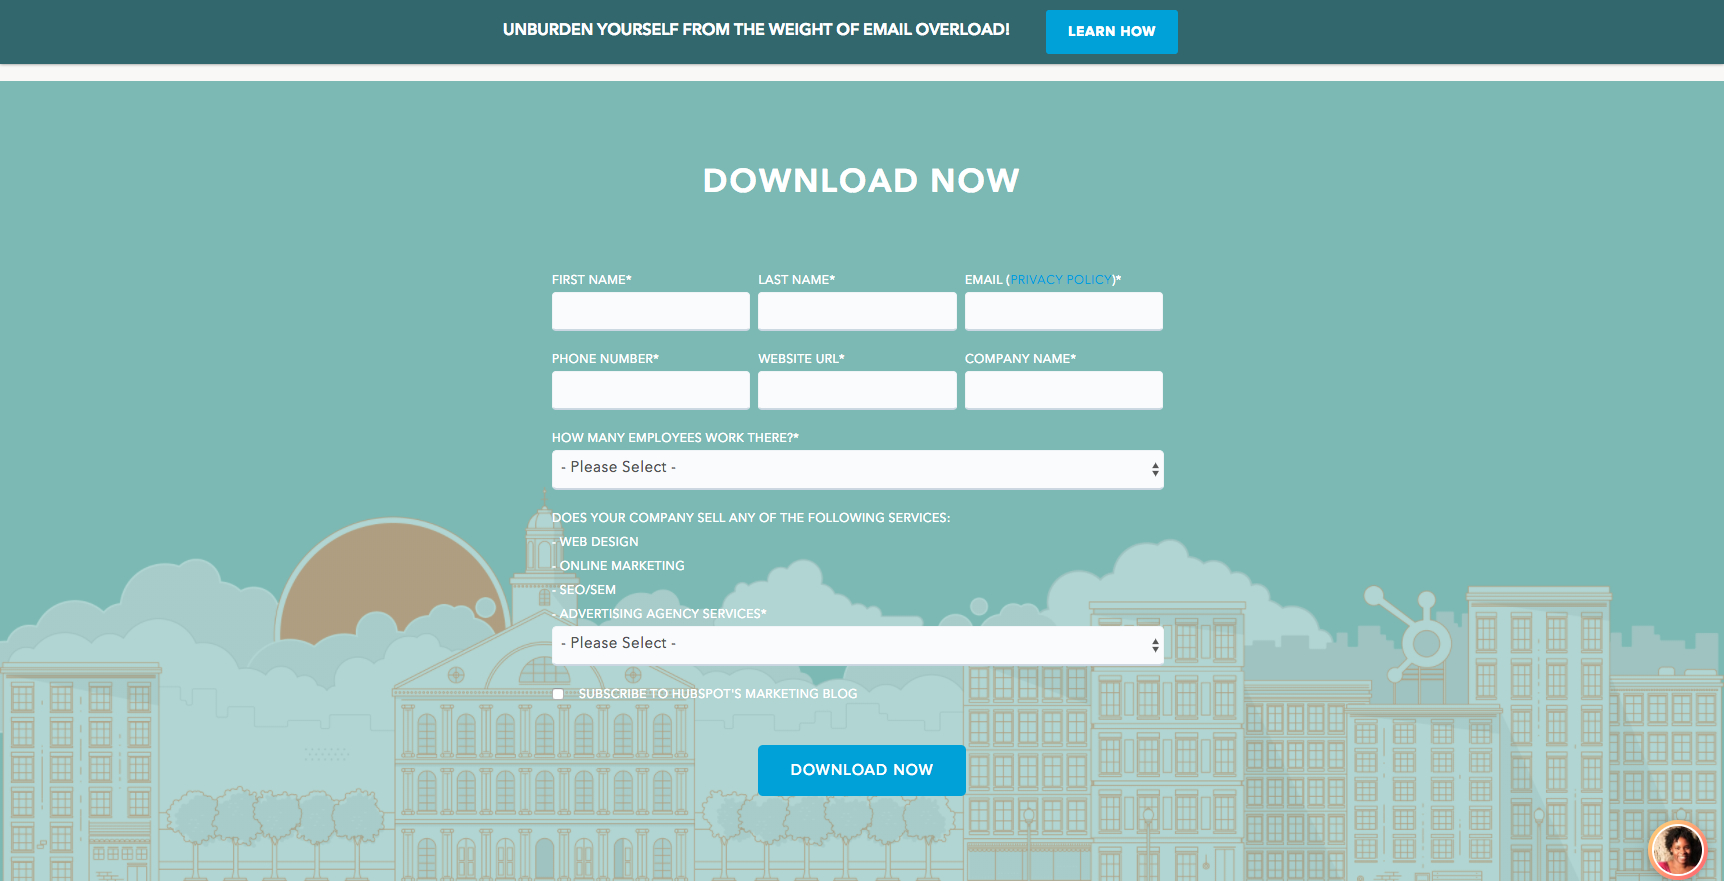 UNBURDEN YOURSELF FROM THE WEIGHT OF EMAIL OVERLOAD!
LEARN HOW
DOWNLOAD NOW
FIRST NAME*
LAST NAME*
EMAIL (PRIVACY POLICY)*
PHONE NUMBER*
WEBSITE URL*
COMPANY NAME*
HOW MANY EMPLOYEES WORK THERE?*
- Please Select -
DOES YOUR COMPANY SELL ANY OF THE FOLLOWING SERVICES:
- WEB DESIGN
- ONLINE MARKETING
- SEO/SEM
- ADVERTISING AGENCY SERVICES*
- Please Select -
SUBSCRIBE TO HUBSPOT'S MARKETING BLOG
DOWNLOAD NOW